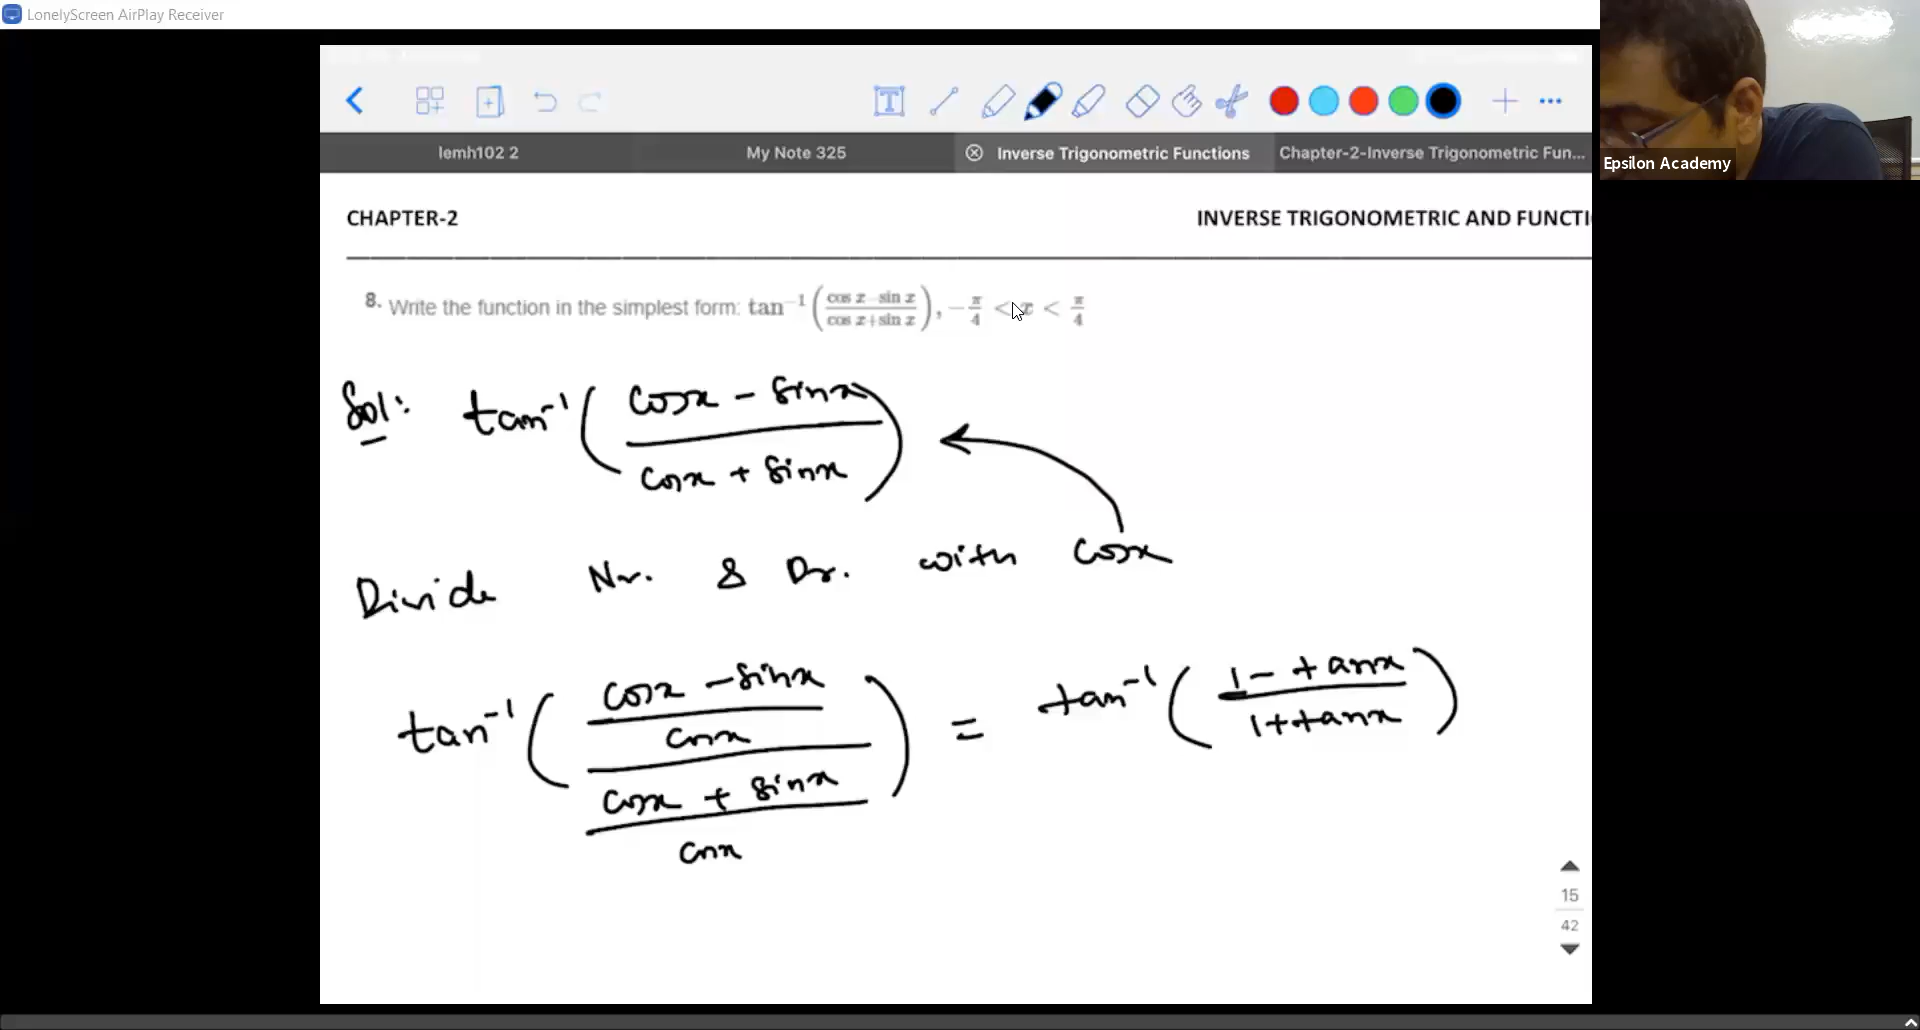 LonelyScreen AirPlay Receiver
lemh102 2
My Note 325
Inverse Trigonometric Functions
Chapter-2-Inverse Trigonometric Fun...
Epsilon Academy
CHAPTER-2
INVERSE TRIGONOMETRIC AND FUNCTI
8. Write the function in the simplest form: tan⁻¹((cos x−sin x)/(cos x+sin x)), −π/4 < x < π/4
Sol: tan⁻¹((cosx − sinx)/(cosx + sinx))
Divide Nr. & Dr. with cosx
tan⁻¹(((cosx − sinx)/cosx)/((cosx + sinx)/cosx)) = tan⁻¹((1 − tanx)/(1 + tanx))
15
42